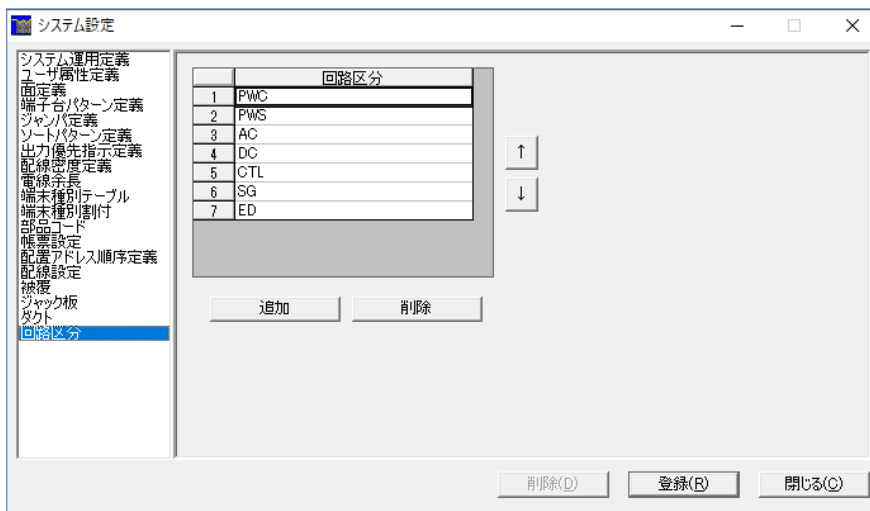 システム設定
システム運用定義
ユーザ属性定義
面定義
端子台パターン定義
ジャンパ定義
ソートパターン定義
出力優先指示定義
配線密度定義
電線余長
端末種別テーブル
端末種別割付
部品コード
帳票設定
配置アドレス順序定義
配線設定
被覆
ジャック板
ダクト
回路区分
回路区分
1 PWC
2 PWS
3 AC
4 DC
5 CTL
6 SG
7 ED
↑
↓
追加 削除
削除(D) 登録(R) 閉じる(C)